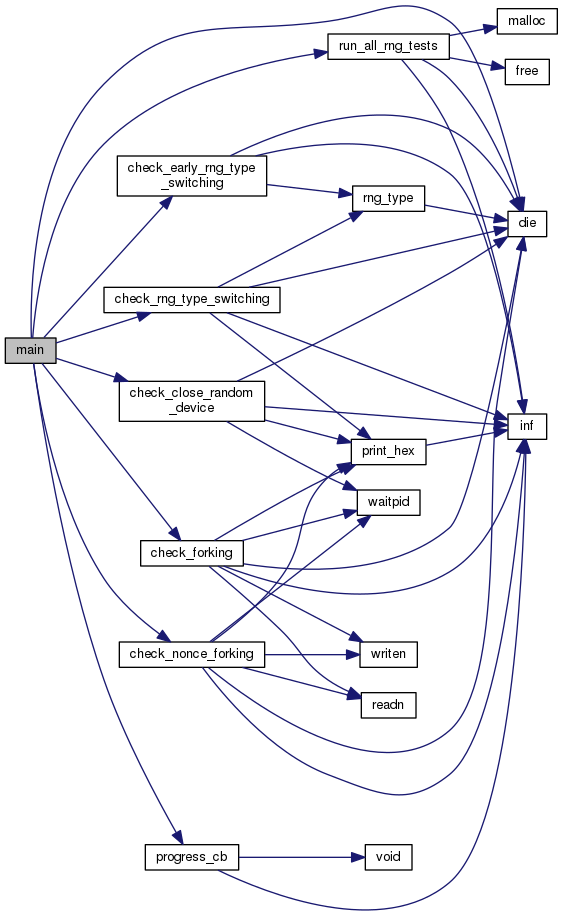 malloc
run_all_rng_tests
free
check_early_rng_type
_switching
rng_type
die
check_rng_type_switching
main
check_close_random
_device
inf
print_hex
waitpid
check_forking
check_nonce_forking
writen
readn
progress_cb
void